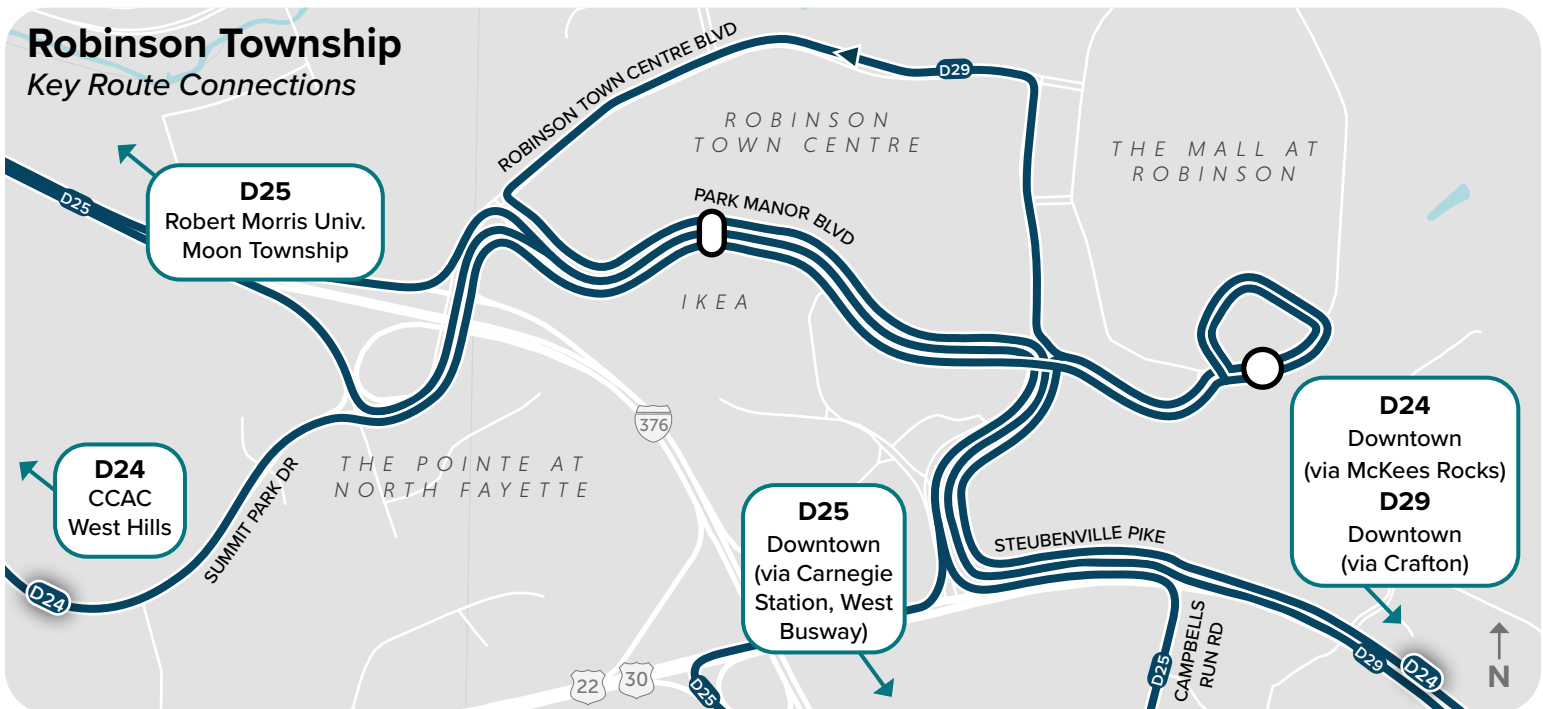 Robinson Township
Key Route Connections
ROBINSON TOWN CENTRE BLVD
D29
ROBINSON
TOWN CENTRE
THE MALL AT
ROBINSON
D25
D25
Robert Morris Univ.
Moon Township
PARK MANOR BLVD
IKEA
376
D24
Downtown
(via McKees Rocks)
D29
Downtown
(via Crafton)
THE POINTE AT
NORTH FAYETTE
D24
CCAC
West Hills
SUMMIT PARK DR
D24
D25
Downtown
(via Carnegie
Station, West
Busway)
STEUBENVILLE PIKE
CAMPBELLS
RUN RD
D25
D29
D24
N
22
30
D25